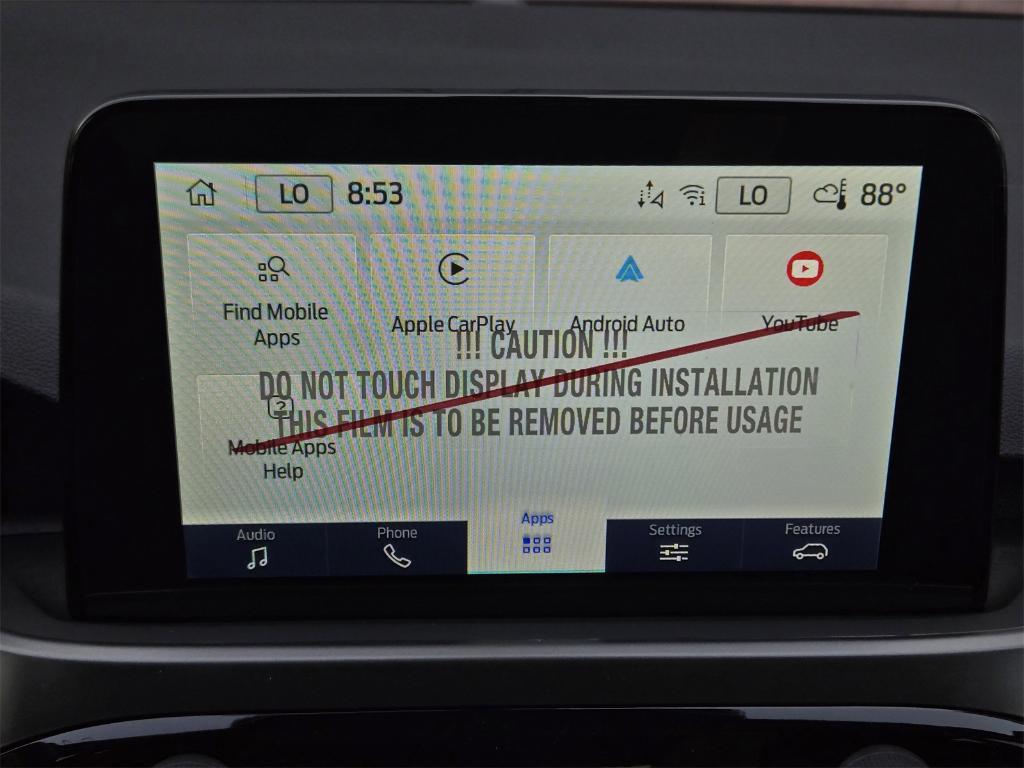 LO 8:53 LO 88°
Find Mobile
Apps
Apple CarPlay
Android Auto
YouTube
!!! CAUTION !!!
DO NOT TOUCH DISPLAY DURING INSTALLATION
THIS FILM IS TO BE REMOVED BEFORE USAGE
Mobile Apps
Help
Audio
Phone
Apps
Settings
Features